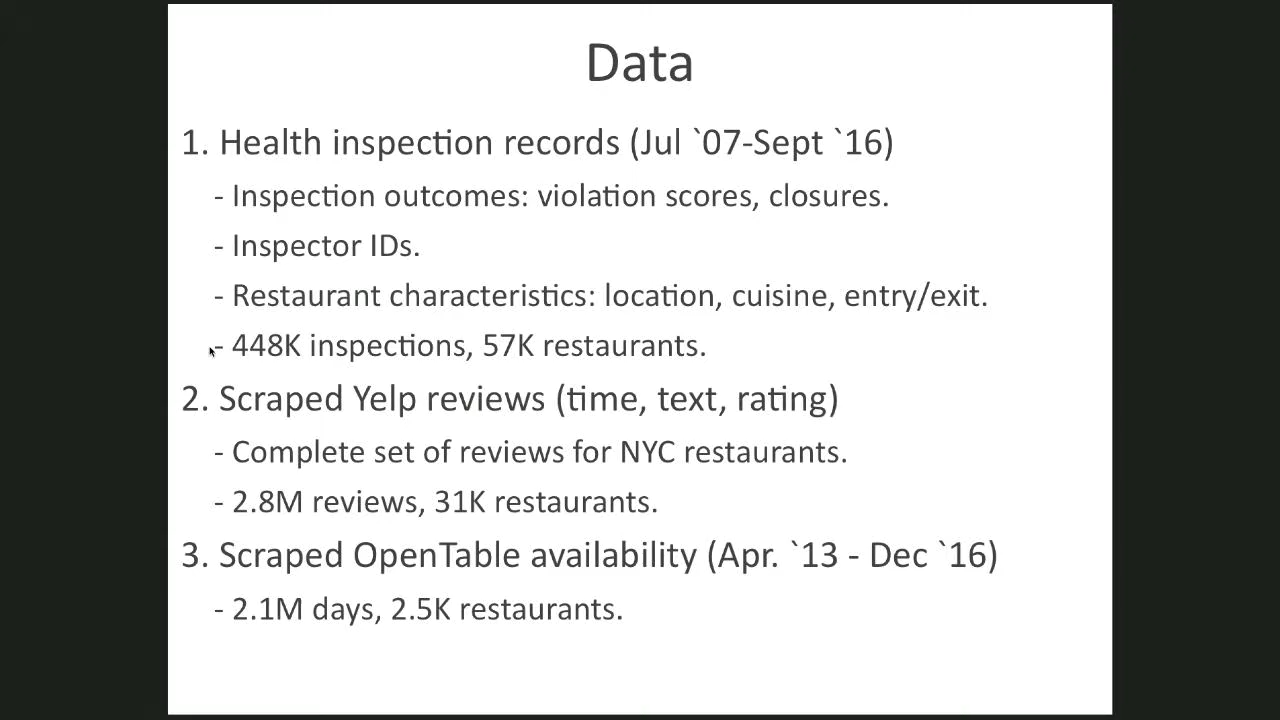 Data
1. Health inspection records (Jul `07-Sept `16)
- Inspection outcomes: violation scores, closures.
- Inspector IDs.
- Restaurant characteristics: location, cuisine, entry/exit.
- 448K inspections, 57K restaurants.
2. Scraped Yelp reviews (time, text, rating)
- Complete set of reviews for NYC restaurants.
- 2.8M reviews, 31K restaurants.
3. Scraped OpenTable availability (Apr. `13 - Dec `16)
- 2.1M days, 2.5K restaurants.